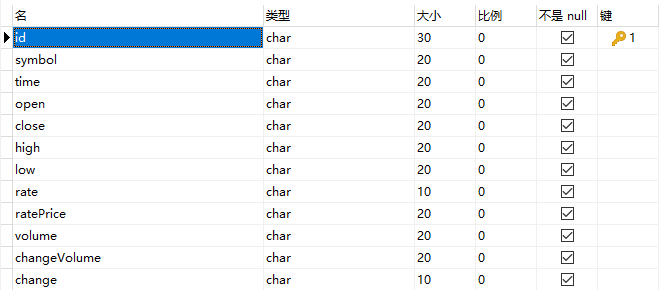 名 类型 大小 比例 不是 null 键
id char 30 0 1
symbol char 20 0
time char 20 0
open char 20 0
close char 20 0
high char 20 0
low char 20 0
rate char 10 0
ratePrice char 20 0
volume char 20 0
changeVolume char 20 0
change char 10 0